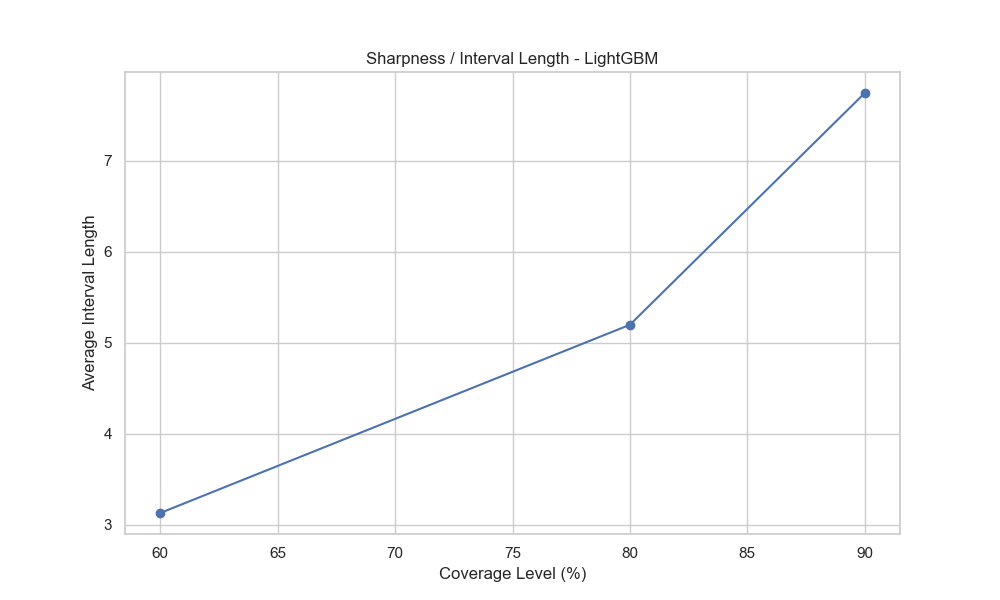 Sharpness / Interval Length - LightGBM
Average Interval Length
7
6
5
4
3
60 65 70 75 80 85 90
Coverage Level (%)